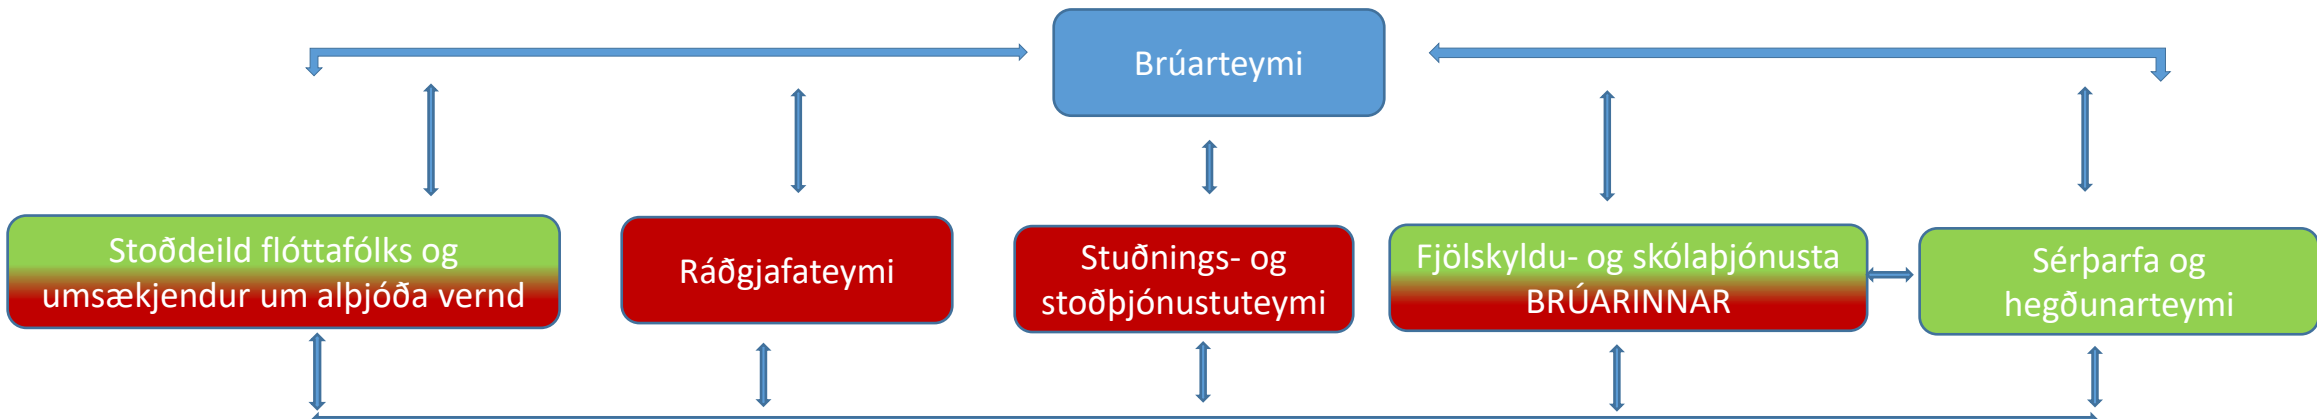 Brúarteymi
Stoðdeild flóttafólks og
umsækjendur um alþjóða vernd
Ráðgjafateymi
Stuðnings- og
stoðþjónustuteymi
Fjölskyldu- og skólaþjónusta
BRÚARINNAR
Sérþarfa og
hegðunarteymi